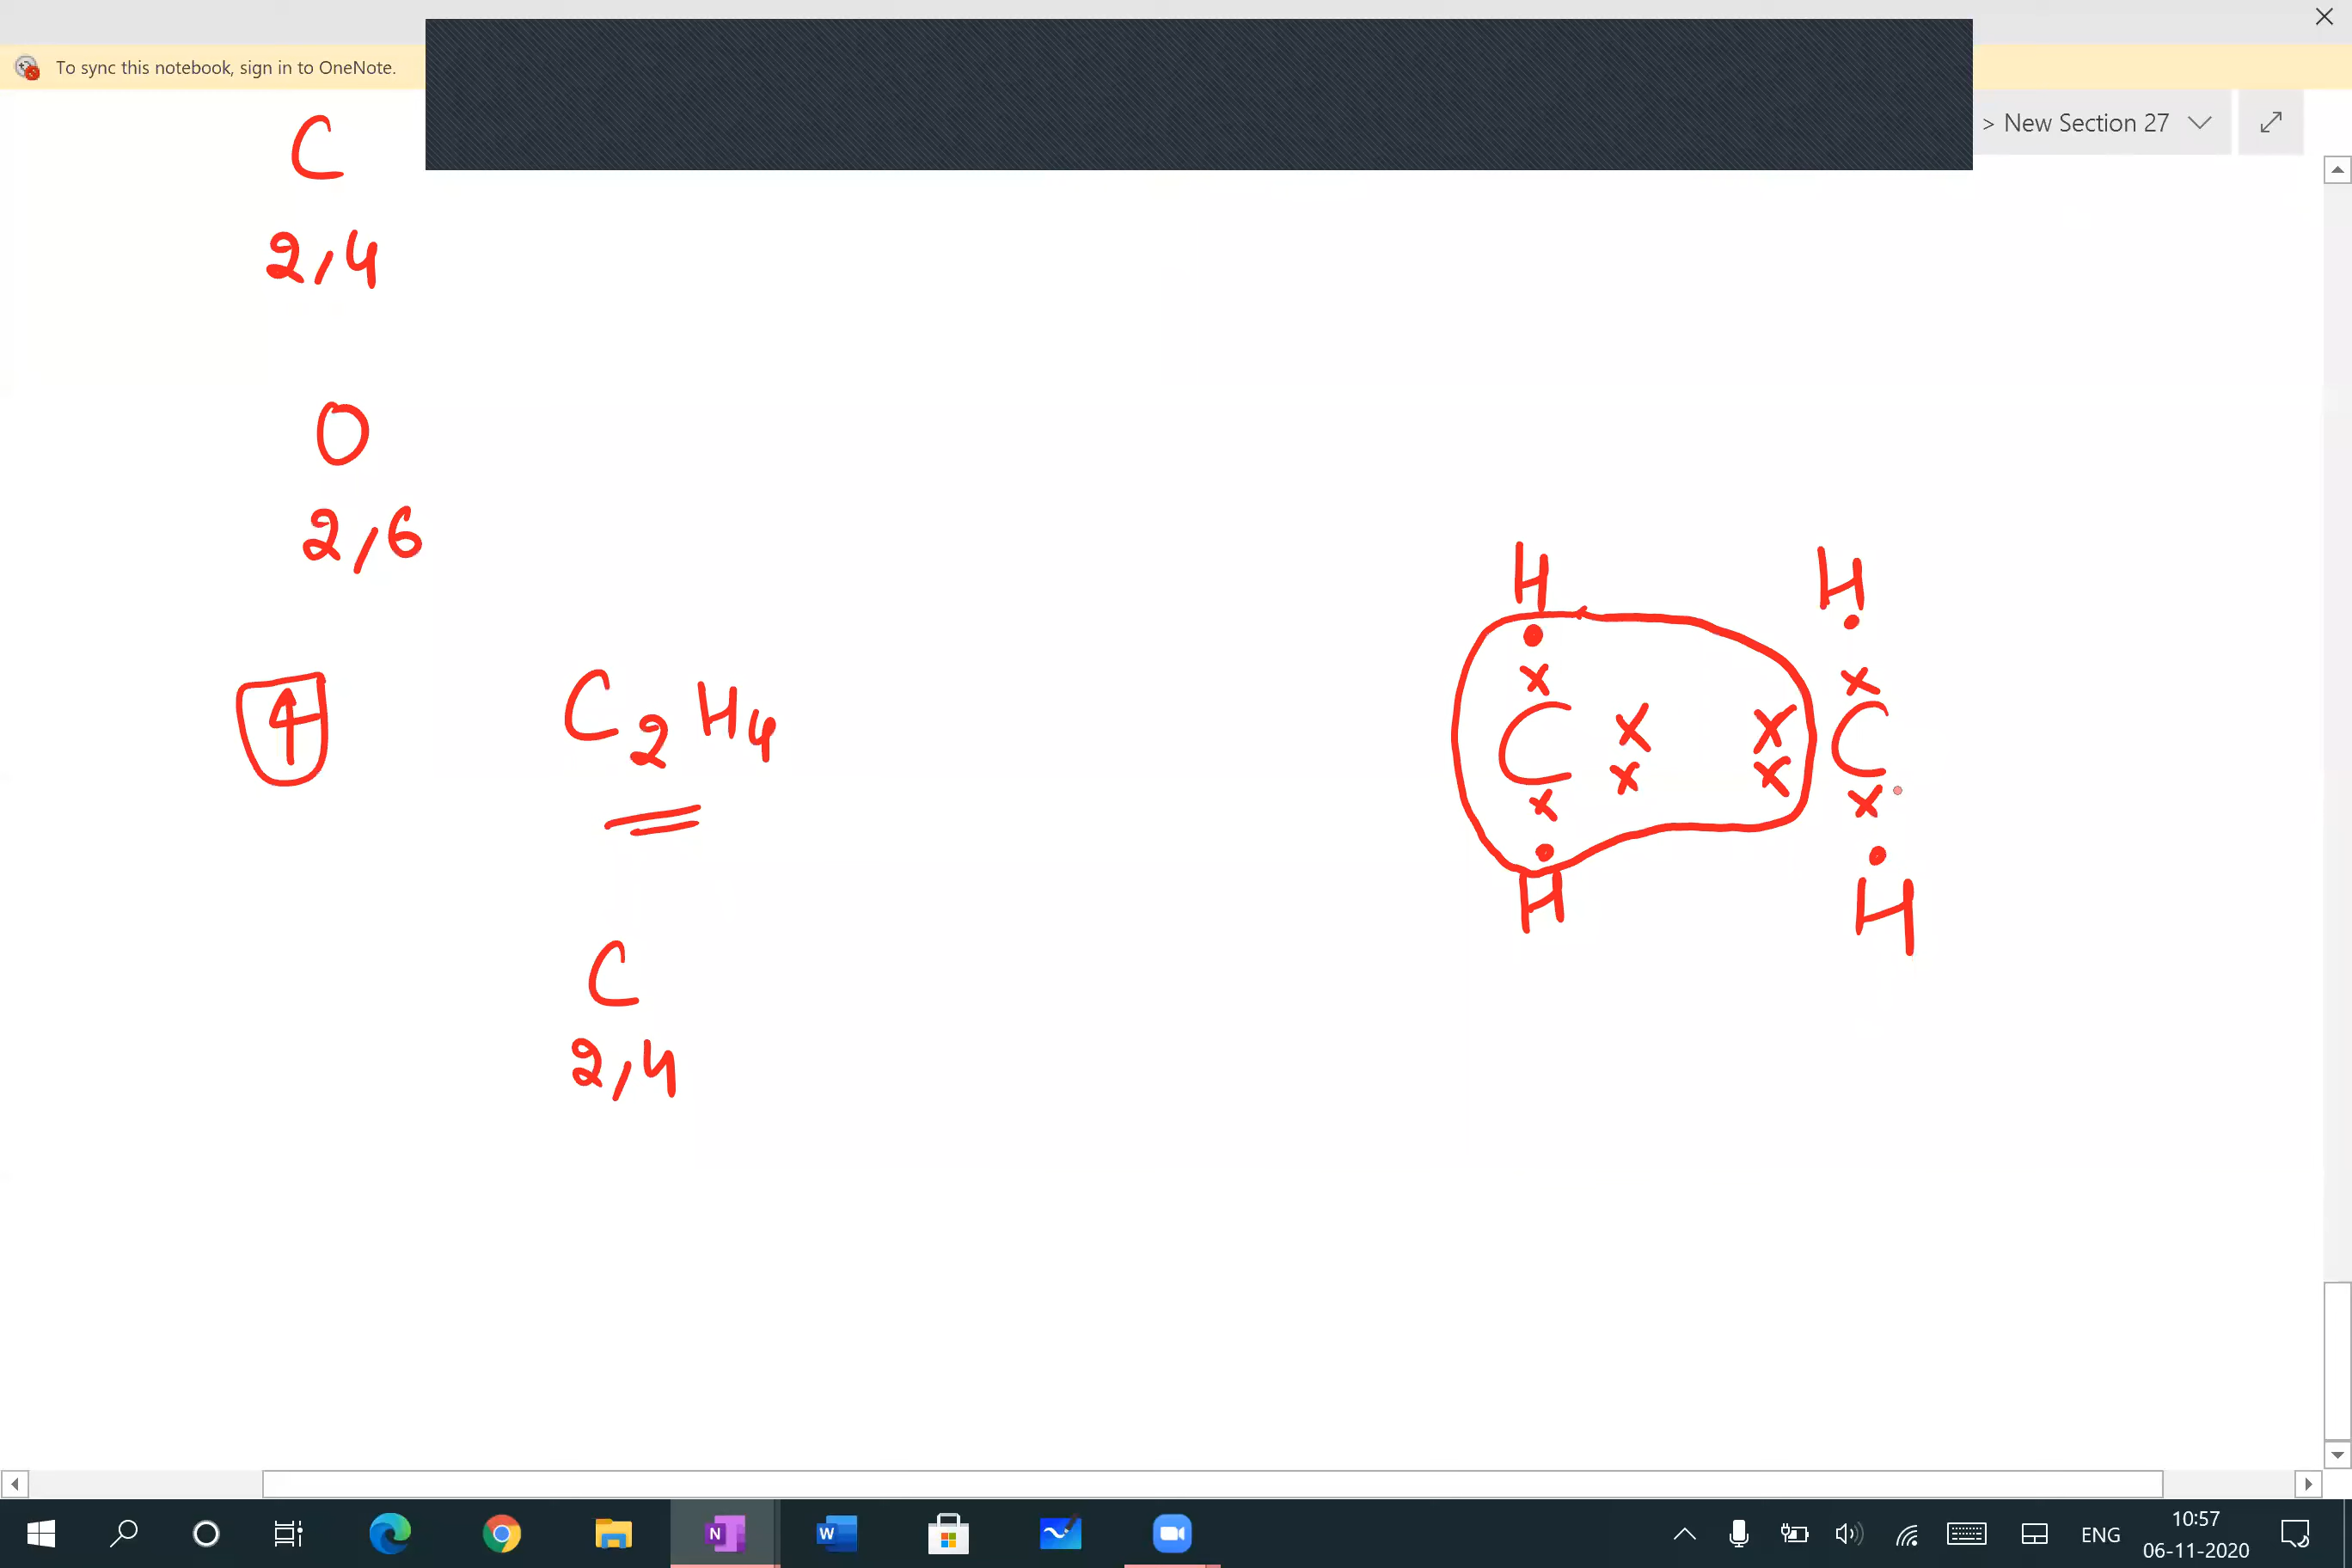 To sync this notebook, sign in to OneNote.
> New Section 27
C
2,4
O
2,6
4
C2H4
C
2,4
H H
• •
x x
C x x C
x x
x x
• •
H H
N
W
ENG
10:57
06-11-2020